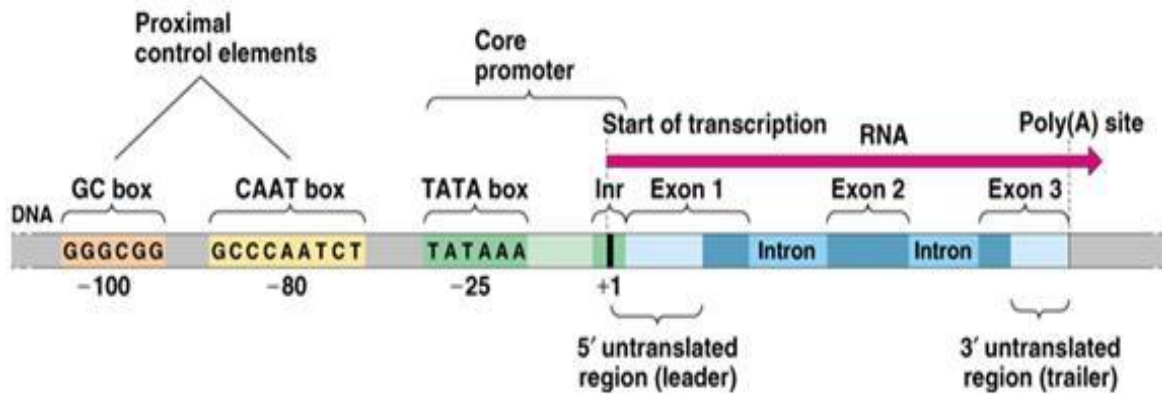 Proximal
control elements
Core
promoter
Start of transcription
RNA
Poly(A) site
GC box
CAAT box
TATA box
Inr
Exon 1
Exon 2
Exon 3
DNA
GGGCGG
GCCCAATCT
TATAAA
Intron
Intron
−100
−80
−25
+1
5′ untranslated
region (leader)
3′ untranslated
region (trailer)